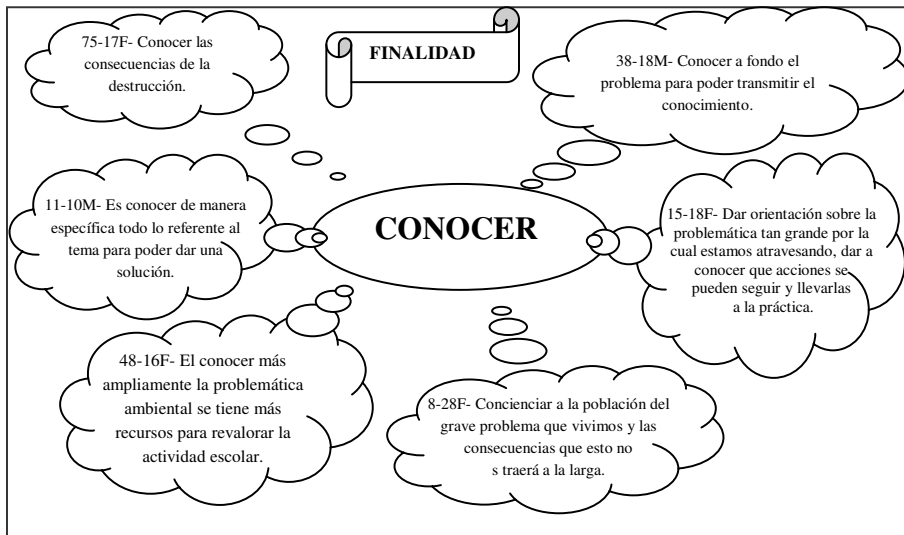 75-17F- Conocer las
consecuencias de la
destrucción.
FINALIDAD
38-18M- Conocer a fondo el
problema para poder transmitir el
conocimiento.
11-10M- Es conocer de manera
específica todo lo referente al
tema para poder dar una
solución.
CONOCER
15-18F- Dar orientación sobre la
problemática tan grande por la
cual estamos atravesando, dar a
conocer que acciones se
pueden seguir y llevarlas
a la práctica.
48-16F- El conocer más
ampliamente la problemática
ambiental se tiene más
recursos para revalorar la
actividad escolar.
8-28F- Concienciar a la población del
grave problema que vivimos y las
consecuencias que esto no
s traerá a la larga.